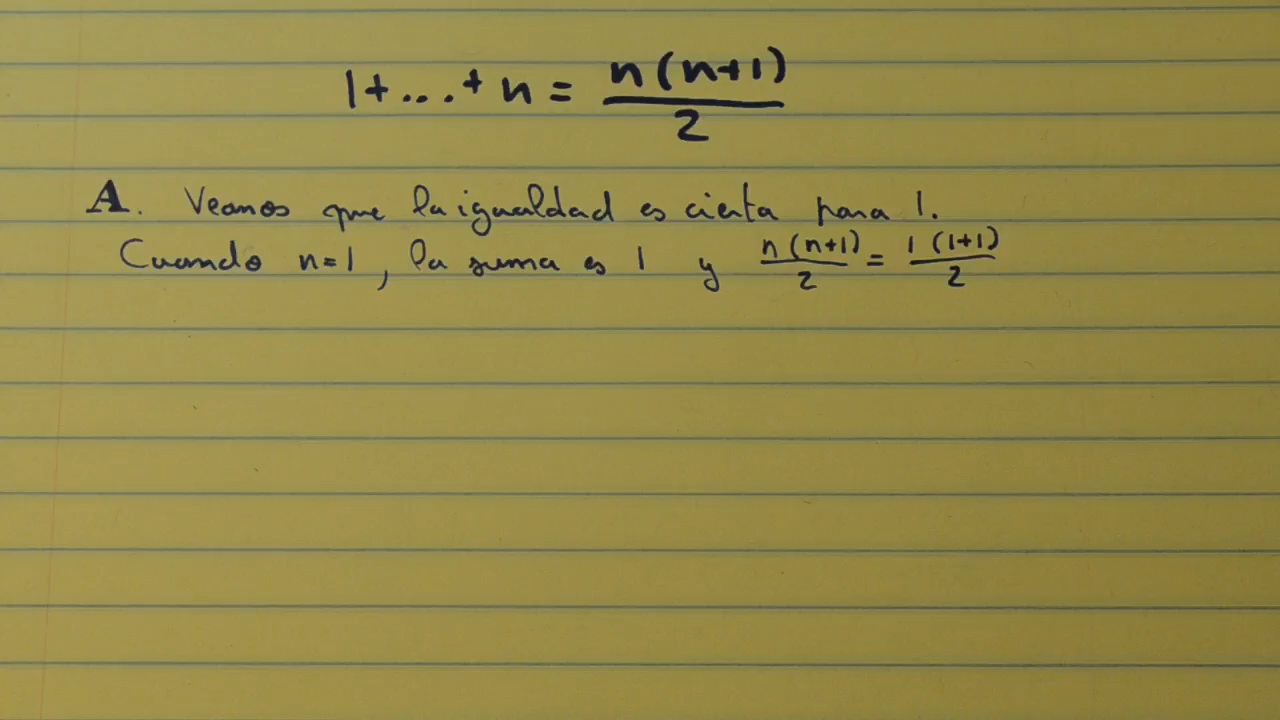 1+...+n = n(n+1)/2
A. Veamos que la igualdad es cierta para 1.
Cuando n=1, la suma es 1 y n(n+1)/2 = 1(1+1)/2